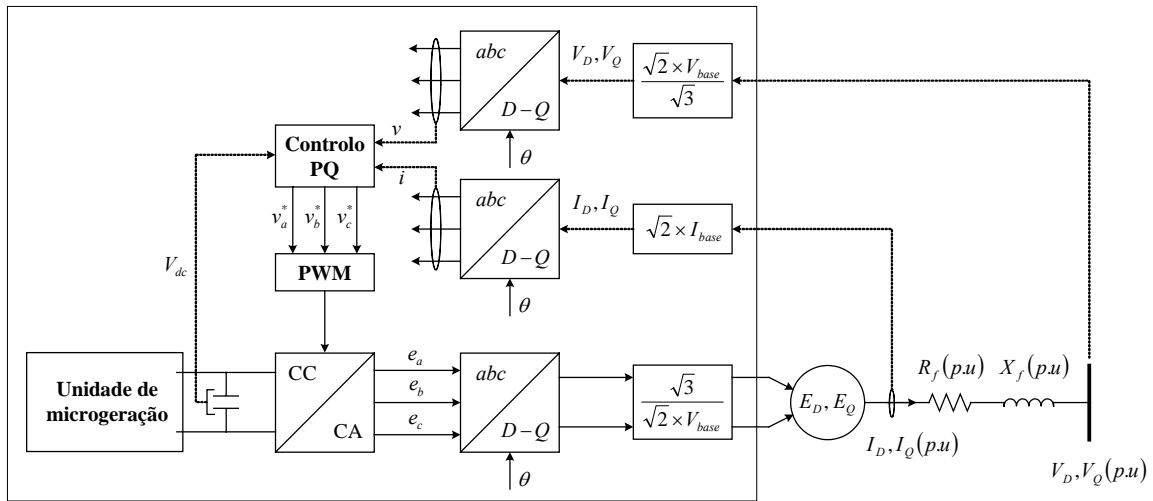 abc
D−Q
V_D, V_Q
√2 × V_base
√3
θ
v
Controlo
PQ
i
abc
D−Q
I_D, I_Q
√2 × I_base
θ
v_a^*
v_b^*
v_c^*
V_dc
PWM
Unidade de
microgeração
CC
CA
e_a
e_b
e_c
abc
D−Q
θ
√3
√2 × V_base
E_D, E_Q
R_f (p.u)
X_f (p.u)
I_D, I_Q (p.u)
V_D, V_Q (p.u)